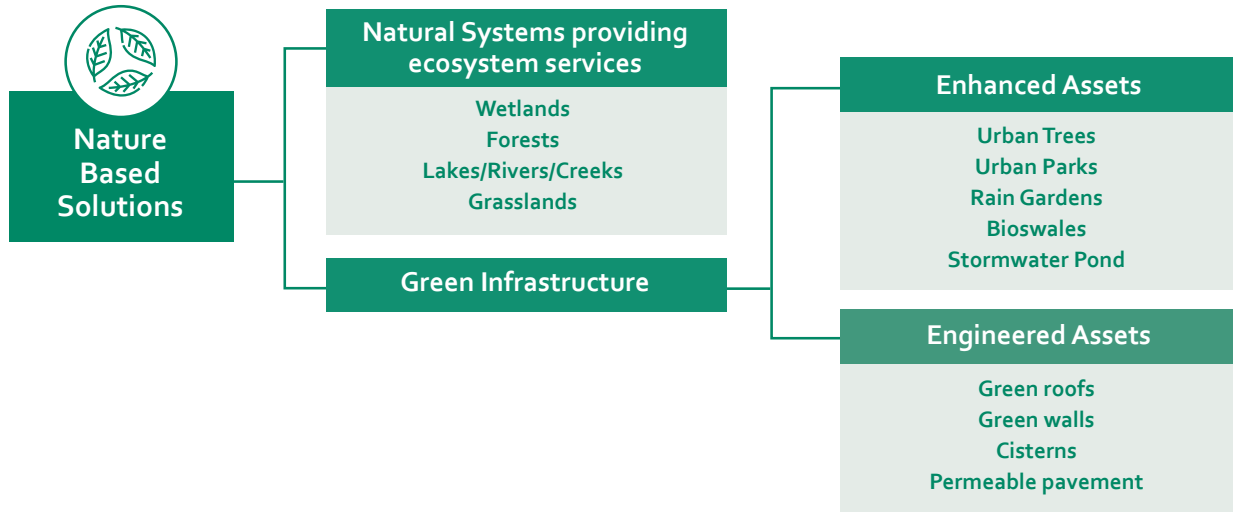 Nature
Based
Solutions
Natural Systems providing
ecosystem services
Wetlands
Forests
Lakes/Rivers/Creeks
Grasslands
Green Infrastructure
Enhanced Assets
Urban Trees
Urban Parks
Rain Gardens
Bioswales
Stormwater Pond
Engineered Assets
Green roofs
Green walls
Cisterns
Permeable pavement